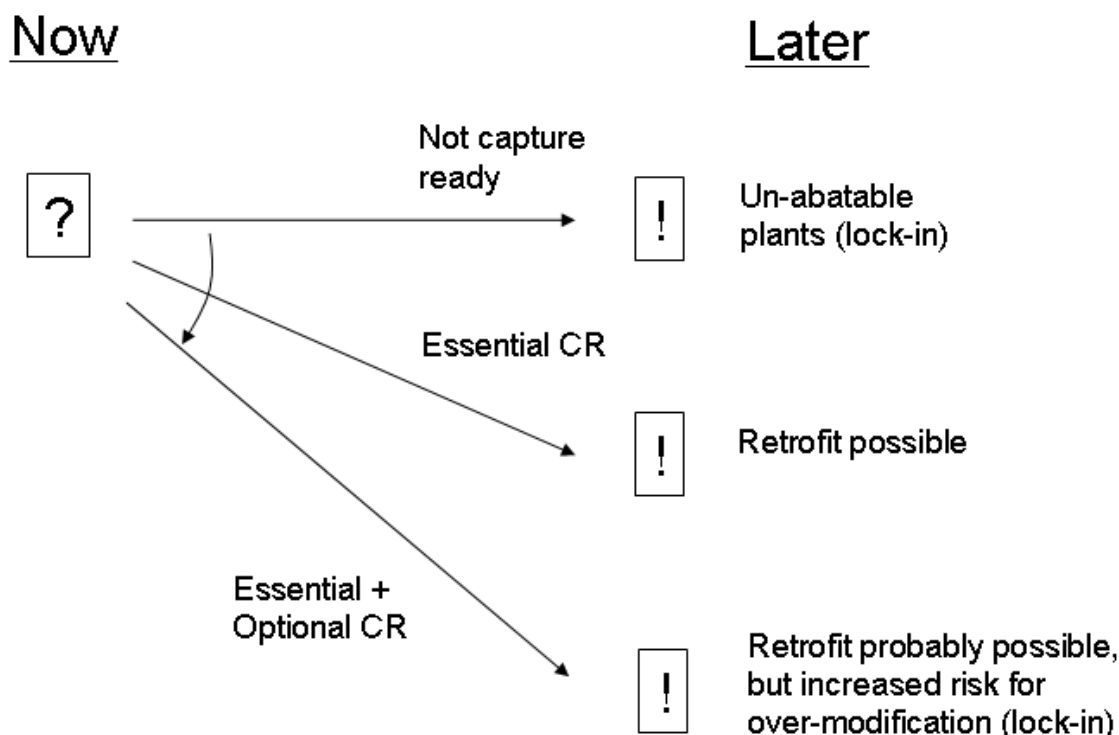 Now
Later
Not capture
ready
?
!
Un-abatable
plants (lock-in)
Essential CR
!
Retrofit possible
Essential +
Optional CR
!
Retrofit probably possible,
but increased risk for
over-modification (lock-in)